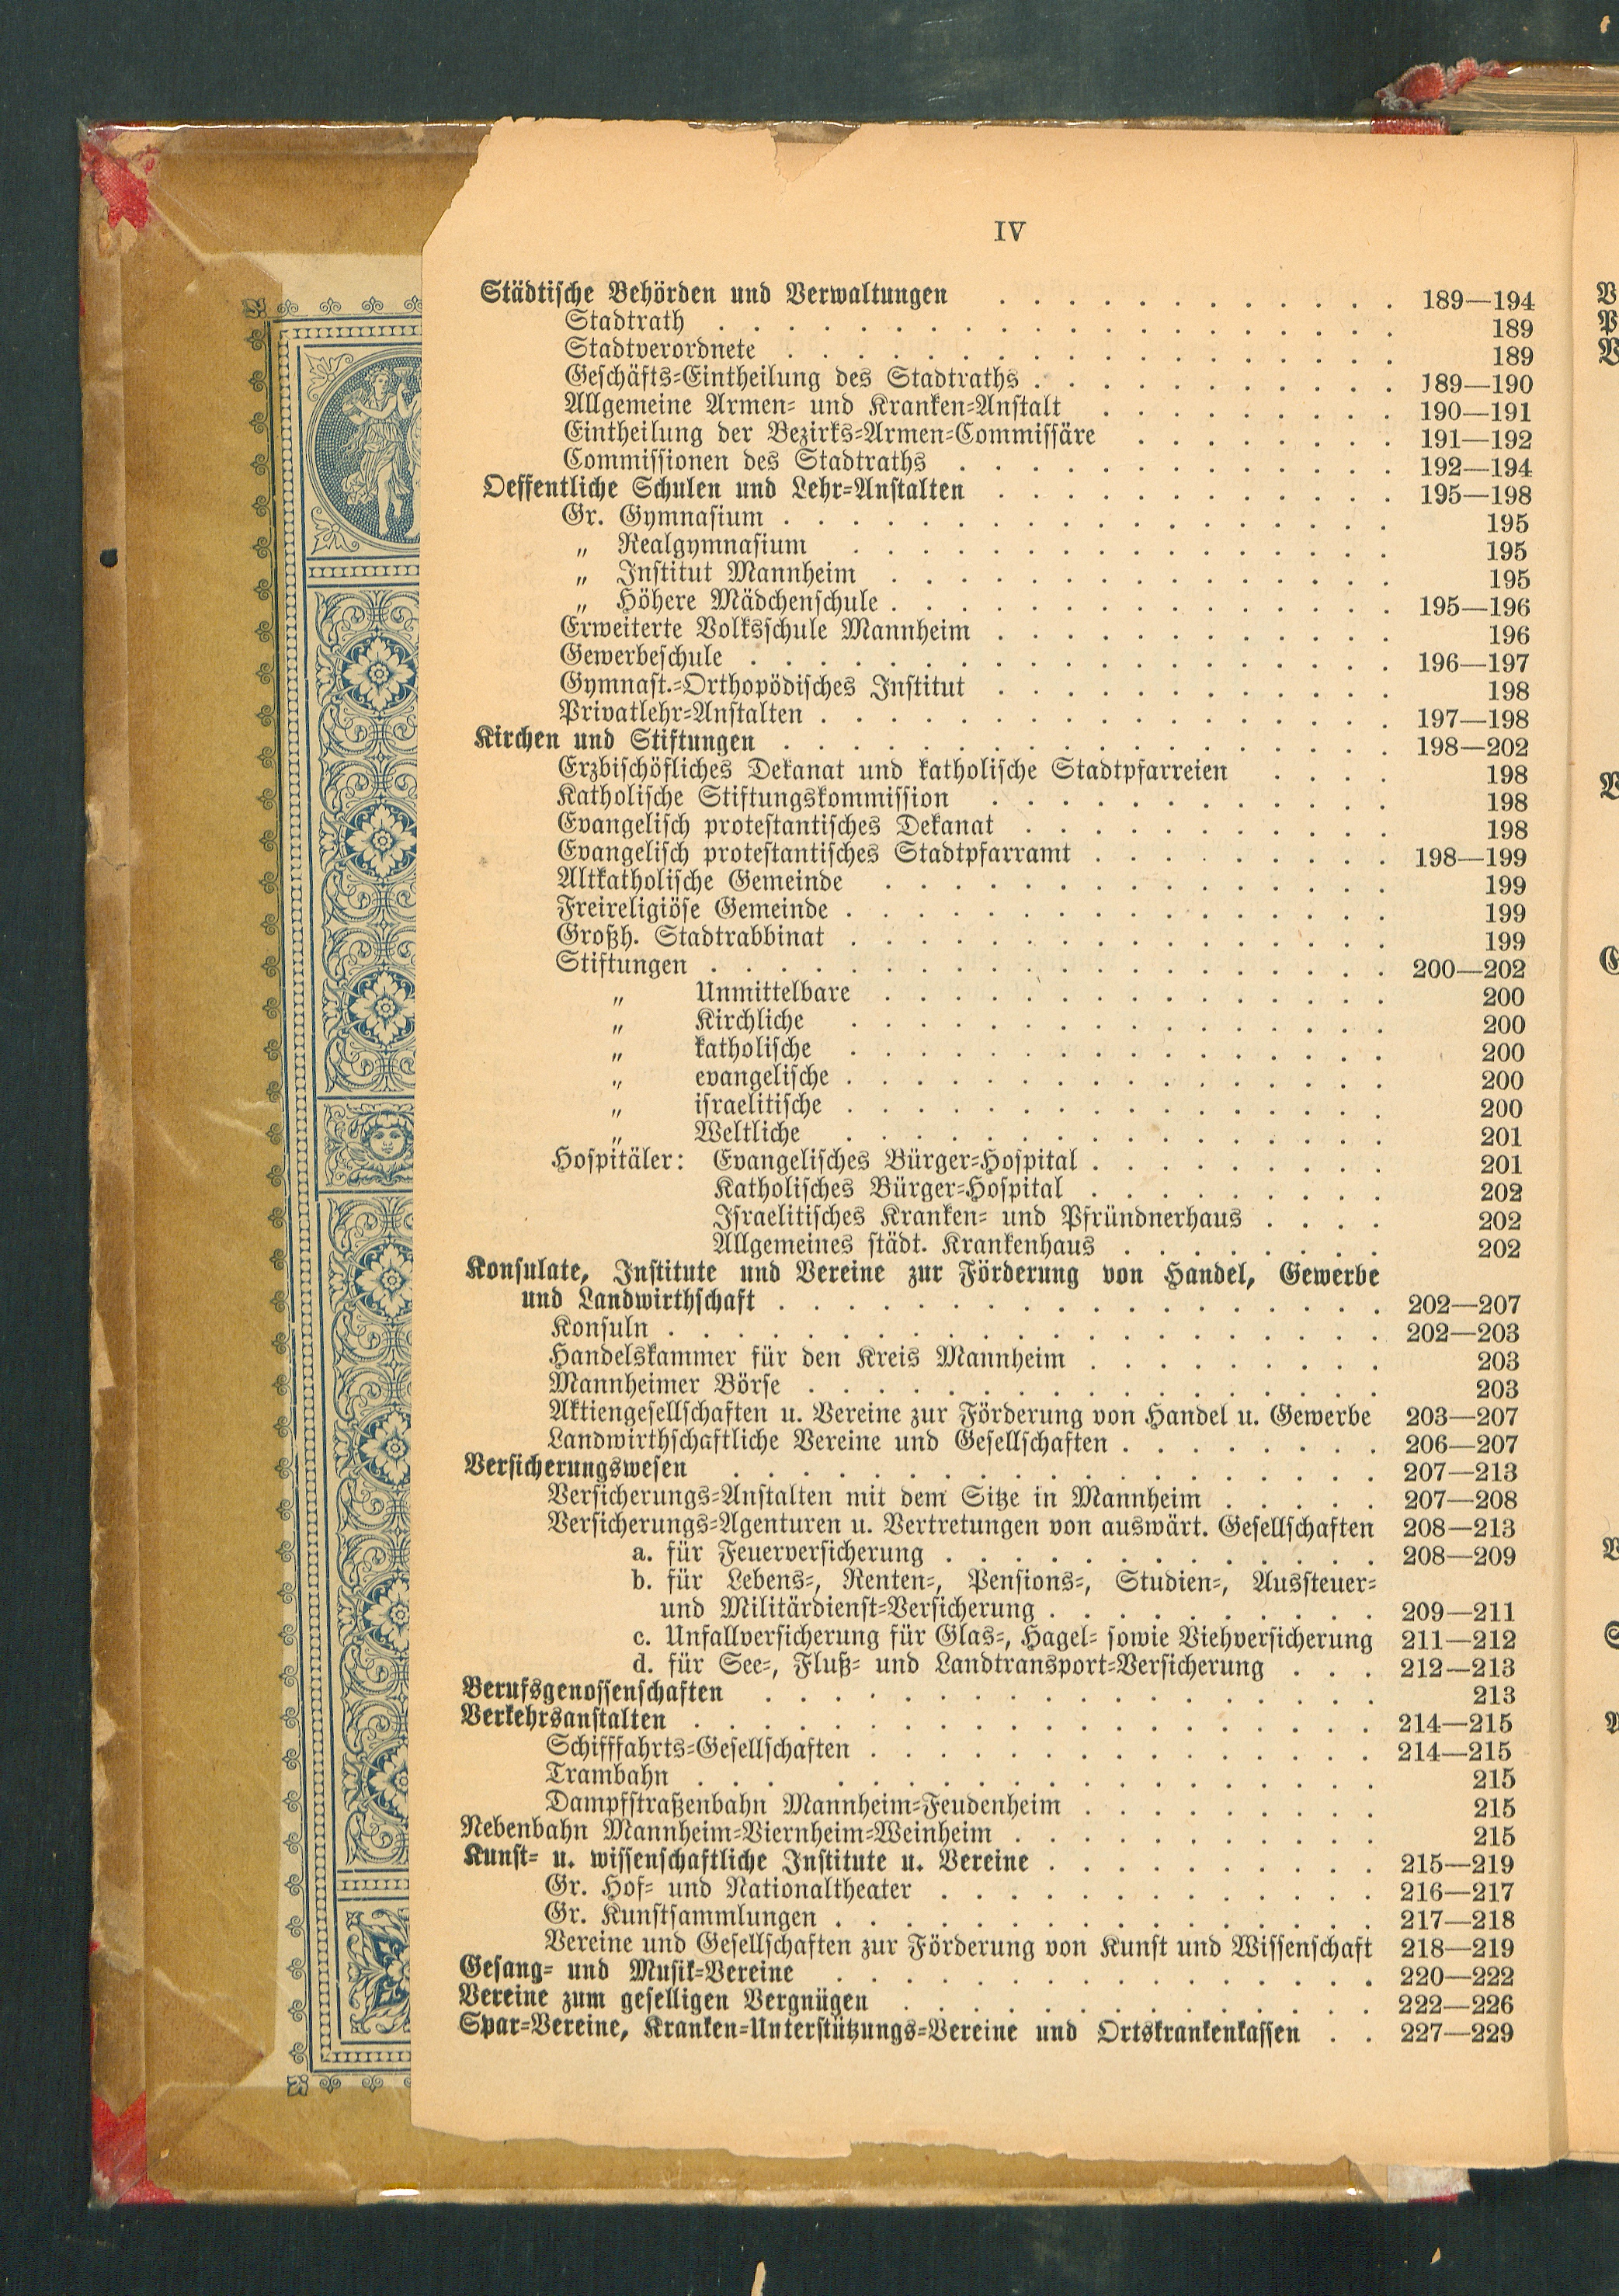 IV
Städtische Behörden und Verwaltungen . . . . . . . . . . . . 189—194
Stadtrath . . . . . . . . . . . . . . . . . . . . 189
Stadtverordnete . . . . . . . . . . . . . . . . . . 189
Geschäfts-Eintheilung des Stadtraths . . . . . . . . . . . 189—190
Allgemeine Armen- und Kranken-Anstalt . . . . . . . . . 190—191
Eintheilung der Bezirks-Armen-Commissäre . . . . . . . . 191—192
Commissionen des Stadtraths . . . . . . . . . . . . . 192—194
Oeffentliche Schulen und Lehr-Anstalten . . . . . . . . . . . . 195—198
Gr. Gymnasium . . . . . . . . . . . . . . . . . . 195
„ Realgymnasium . . . . . . . . . . . . . . . . 195
„ Institut Mannheim . . . . . . . . . . . . . . . 195
„ Höhere Mädchenschule . . . . . . . . . . . . . . . 195—196
Erweiterte Volksschule Mannheim . . . . . . . . . . . . 196
Gewerbeschule . . . . . . . . . . . . . . . . . . . 196—197
Gymnast.-Orthopödisches Institut . . . . . . . . . . . . 198
Privatlehr-Anstalten . . . . . . . . . . . . . . . . . 197—198
Kirchen und Stiftungen . . . . . . . . . . . . . . . . . . 198—202
Erzbischöfliches Dekanat und katholische Stadtpfarreien . . . . 198
Katholische Stiftungskommission . . . . . . . . . . . . 198
Evangelisch protestantisches Dekanat . . . . . . . . . . . 198
Evangelisch protestantisches Stadtpfarramt . . . . . . . . . 198—199
Altkatholische Gemeinde . . . . . . . . . . . . . . . 199
Freireligiöse Gemeinde . . . . . . . . . . . . . . . . 199
Großh. Stadtrabbinat . . . . . . . . . . . . . . . . 199
Stiftungen . . . . . . . . . . . . . . . . . . . . 200—202
„ Unmittelbare . . . . . . . . . . . . . . . 200
„ Kirchliche . . . . . . . . . . . . . . . . 200
„ katholische . . . . . . . . . . . . . . . . 200
„ evangelische . . . . . . . . . . . . . . . . 200
„ israelitische . . . . . . . . . . . . . . . . 200
„ Weltliche . . . . . . . . . . . . . . . . 201
Hospitäler: Evangelisches Bürger-Hospital . . . . . . . . . 201
Katholisches Bürger-Hospital . . . . . . . . . 202
Israelitisches Kranken- und Pfründnerhaus . . . . 202
Allgemeines städt. Krankenhaus . . . . . . . . 202
Konsulate, Institute und Vereine zur Förderung von Handel, Gewerbe
und Landwirthschaft . . . . . . . . . . . . . . . . . . 202—207
Konsuln . . . . . . . . . . . . . . . . . . . . . 202—203
Handelskammer für den Kreis Mannheim . . . . . . . . . 203
Mannheimer Börse . . . . . . . . . . . . . . . . . 203
Aktiengesellschaften u. Vereine zur Förderung von Handel u. Gewerbe 203—207
Landwirthschaftliche Vereine und Gesellschaften . . . . . . . . 206—207
Versicherungswesen . . . . . . . . . . . . . . . . . . . 207—213
Versicherungs-Anstalten mit dem Sitze in Mannheim . . . . . 207—208
Versicherungs-Agenturen u. Vertretungen von auswärt. Gesellschaften 208—213
a. für Feuerversicherung . . . . . . . . . . . . . 208—209
b. für Lebens-, Renten-, Pensions-, Studien-, Aussteuer-
und Militärdienst-Versicherung . . . . . . . . . . 209—211
c. Unfallversicherung für Glas-, Hagel- sowie Viehversicherung 211—212
d. für See-, Fluß- und Landtransport-Versicherung . . . 212—213
Berufsgenossenschaften . . . . . . . . . . . . . . . . . . 213
Verkehrsanstalten . . . . . . . . . . . . . . . . . . . . 214—215
Schifffahrts-Gesellschaften . . . . . . . . . . . . . . . 214—215
Trambahn . . . . . . . . . . . . . . . . . . . . 215
Dampfstraßenbahn Mannheim-Feudenheim . . . . . . . . . 215
Nebenbahn Mannheim-Viernheim-Weinheim . . . . . . . . . . . 215
Kunst- u. wissenschaftliche Institute u. Vereine . . . . . . . . . . 215—219
Gr. Hof- und Nationaltheater . . . . . . . . . . . . . 216—217
Gr. Kunstsammlungen . . . . . . . . . . . . . . . . 217—218
Vereine und Gesellschaften zur Förderung von Kunst und Wissenschaft 218—219
Gesang- und Musik-Vereine . . . . . . . . . . . . . . . . 220—222
Vereine zum geselligen Vergnügen . . . . . . . . . . . . . . 222—226
Spar-Vereine, Kranken-Unterstützungs-Vereine und Ortskrankenkassen . . 227—229